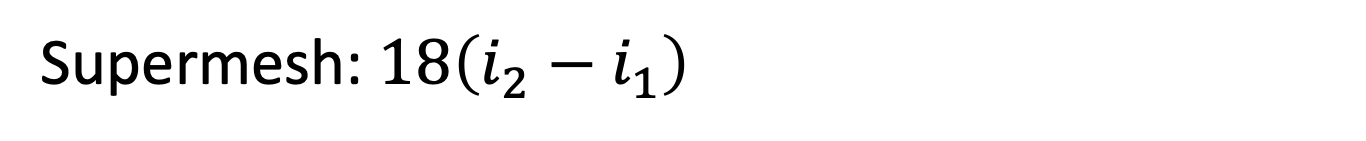 Supermesh: 18(𝑖₂ − 𝑖₁)